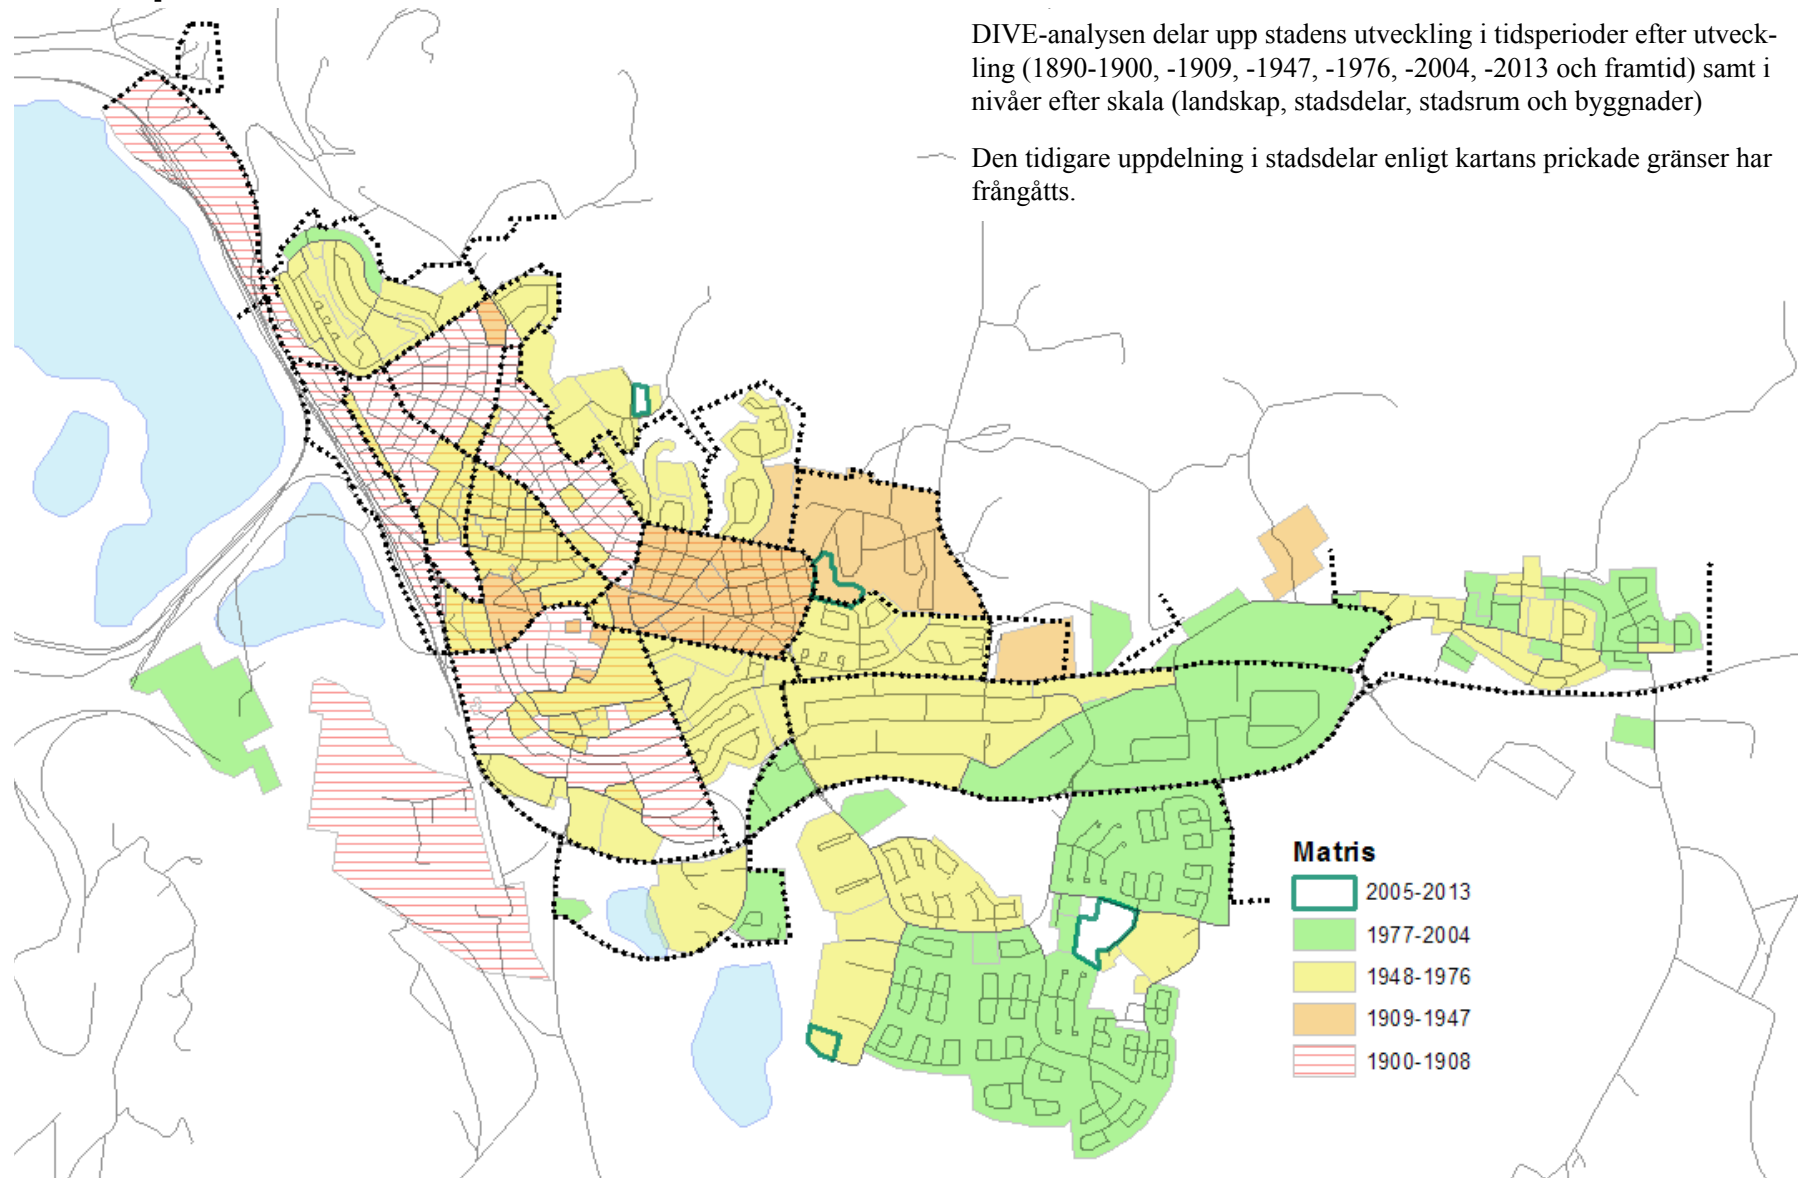 DIVE-analysen delar upp stadens utveckling i tidsperioder efter utveck-
ling (1890-1900, -1909, -1947, -1976, -2004, -2013 och framtid) samt i
nivåer efter skala (landskap, stadsdelar, stadsrum och byggnader)
Den tidigare uppdelning i stadsdelar enligt kartans prickade gränser har
frångåtts.
Matris
2005-2013
1977-2004
1948-1976
1909-1947
1900-1908